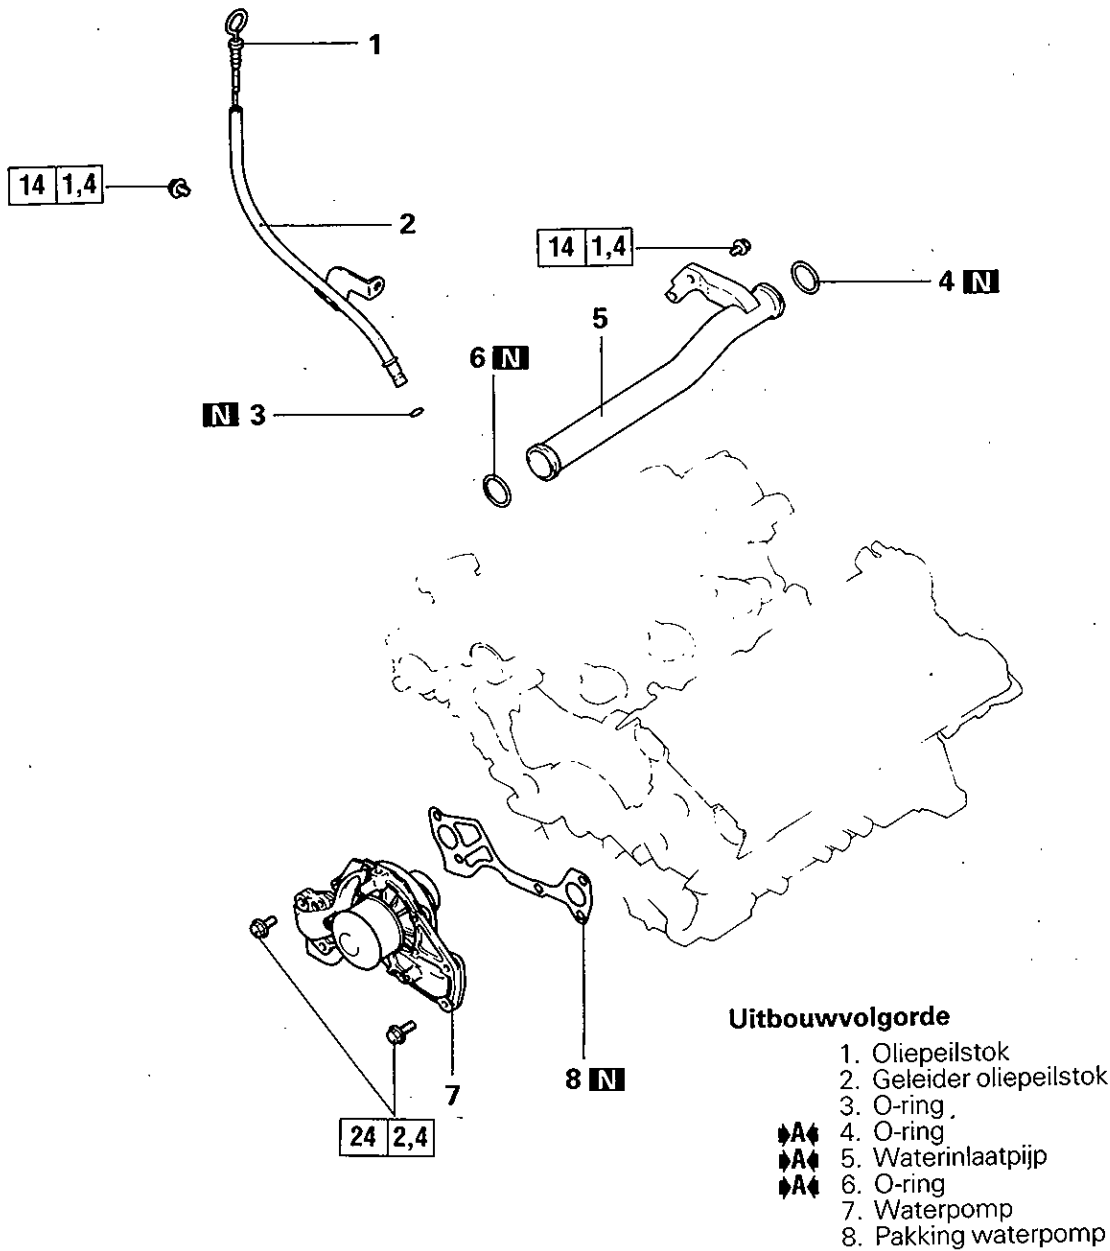 1
14 1,4
2
14 1,4
4 N
5
6 N
N 3
7
8 N
24 2,4
Uitbouwvolgorde
1. Oliepeilstok
2. Geleider oliepeilstok
3. O-ring
A 4. O-ring
A 5. Waterinlaatpijp
A 6. O-ring
7. Waterpomp
8. Pakking waterpomp